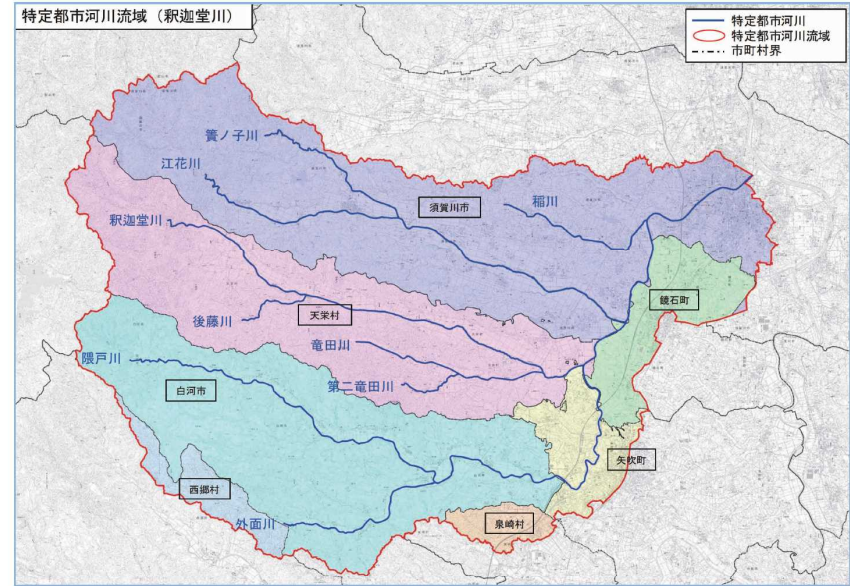 特定都市河川流域（釈迦堂川）
特定都市河川
特定都市河川流域
市町村界
簀ノ子川
江花川
須賀川市
稲川
釈迦堂川
鏡石町
後藤川
天栄村
竜田川
隈戸川
第二竜田川
白河市
矢吹町
西郷村
外面川
泉崎村